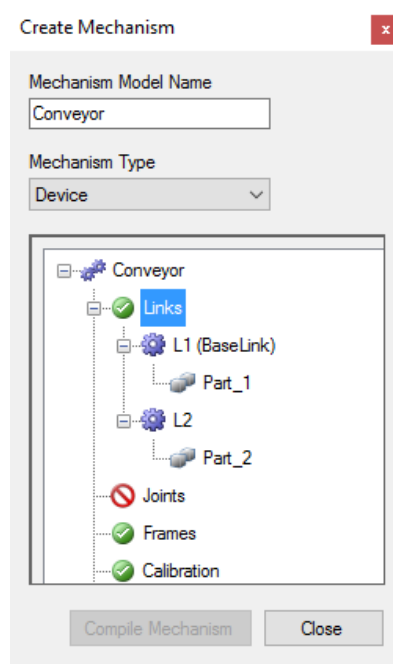 Create Mechanism
x
Mechanism Model Name
Conveyor
Mechanism Type
Device
Conveyor
Links
L1 (BaseLink)
Part_1
L2
Part_2
Joints
Frames
Calibration
Compile Mechanism Close